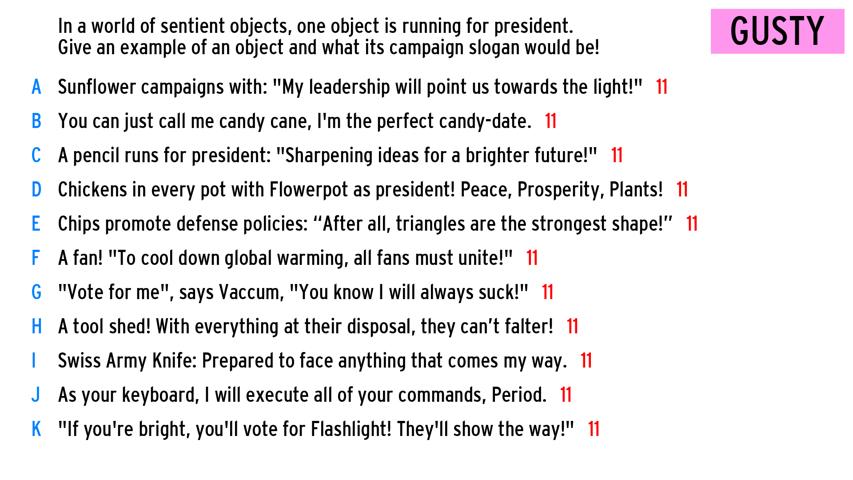 In a world of sentient objects, one object is running for president.
Give an example of an object and what its campaign slogan would be!
GUSTY
A Sunflower campaigns with: "My leadership will point us towards the light!" 11
B You can just call me candy cane, I'm the perfect candy-date. 11
C A pencil runs for president: "Sharpening ideas for a brighter future!" 11
D Chickens in every pot with Flowerpot as president! Peace, Prosperity, Plants! 11
E Chips promote defense policies: “After all, triangles are the strongest shape!” 11
F A fan! "To cool down global warming, all fans must unite!" 11
G "Vote for me", says Vaccum, "You know I will always suck!" 11
H A tool shed! With everything at their disposal, they can’t falter! 11
I Swiss Army Knife: Prepared to face anything that comes my way. 11
J As your keyboard, I will execute all of your commands, Period. 11
K "If you're bright, you'll vote for Flashlight! They'll show the way!" 11